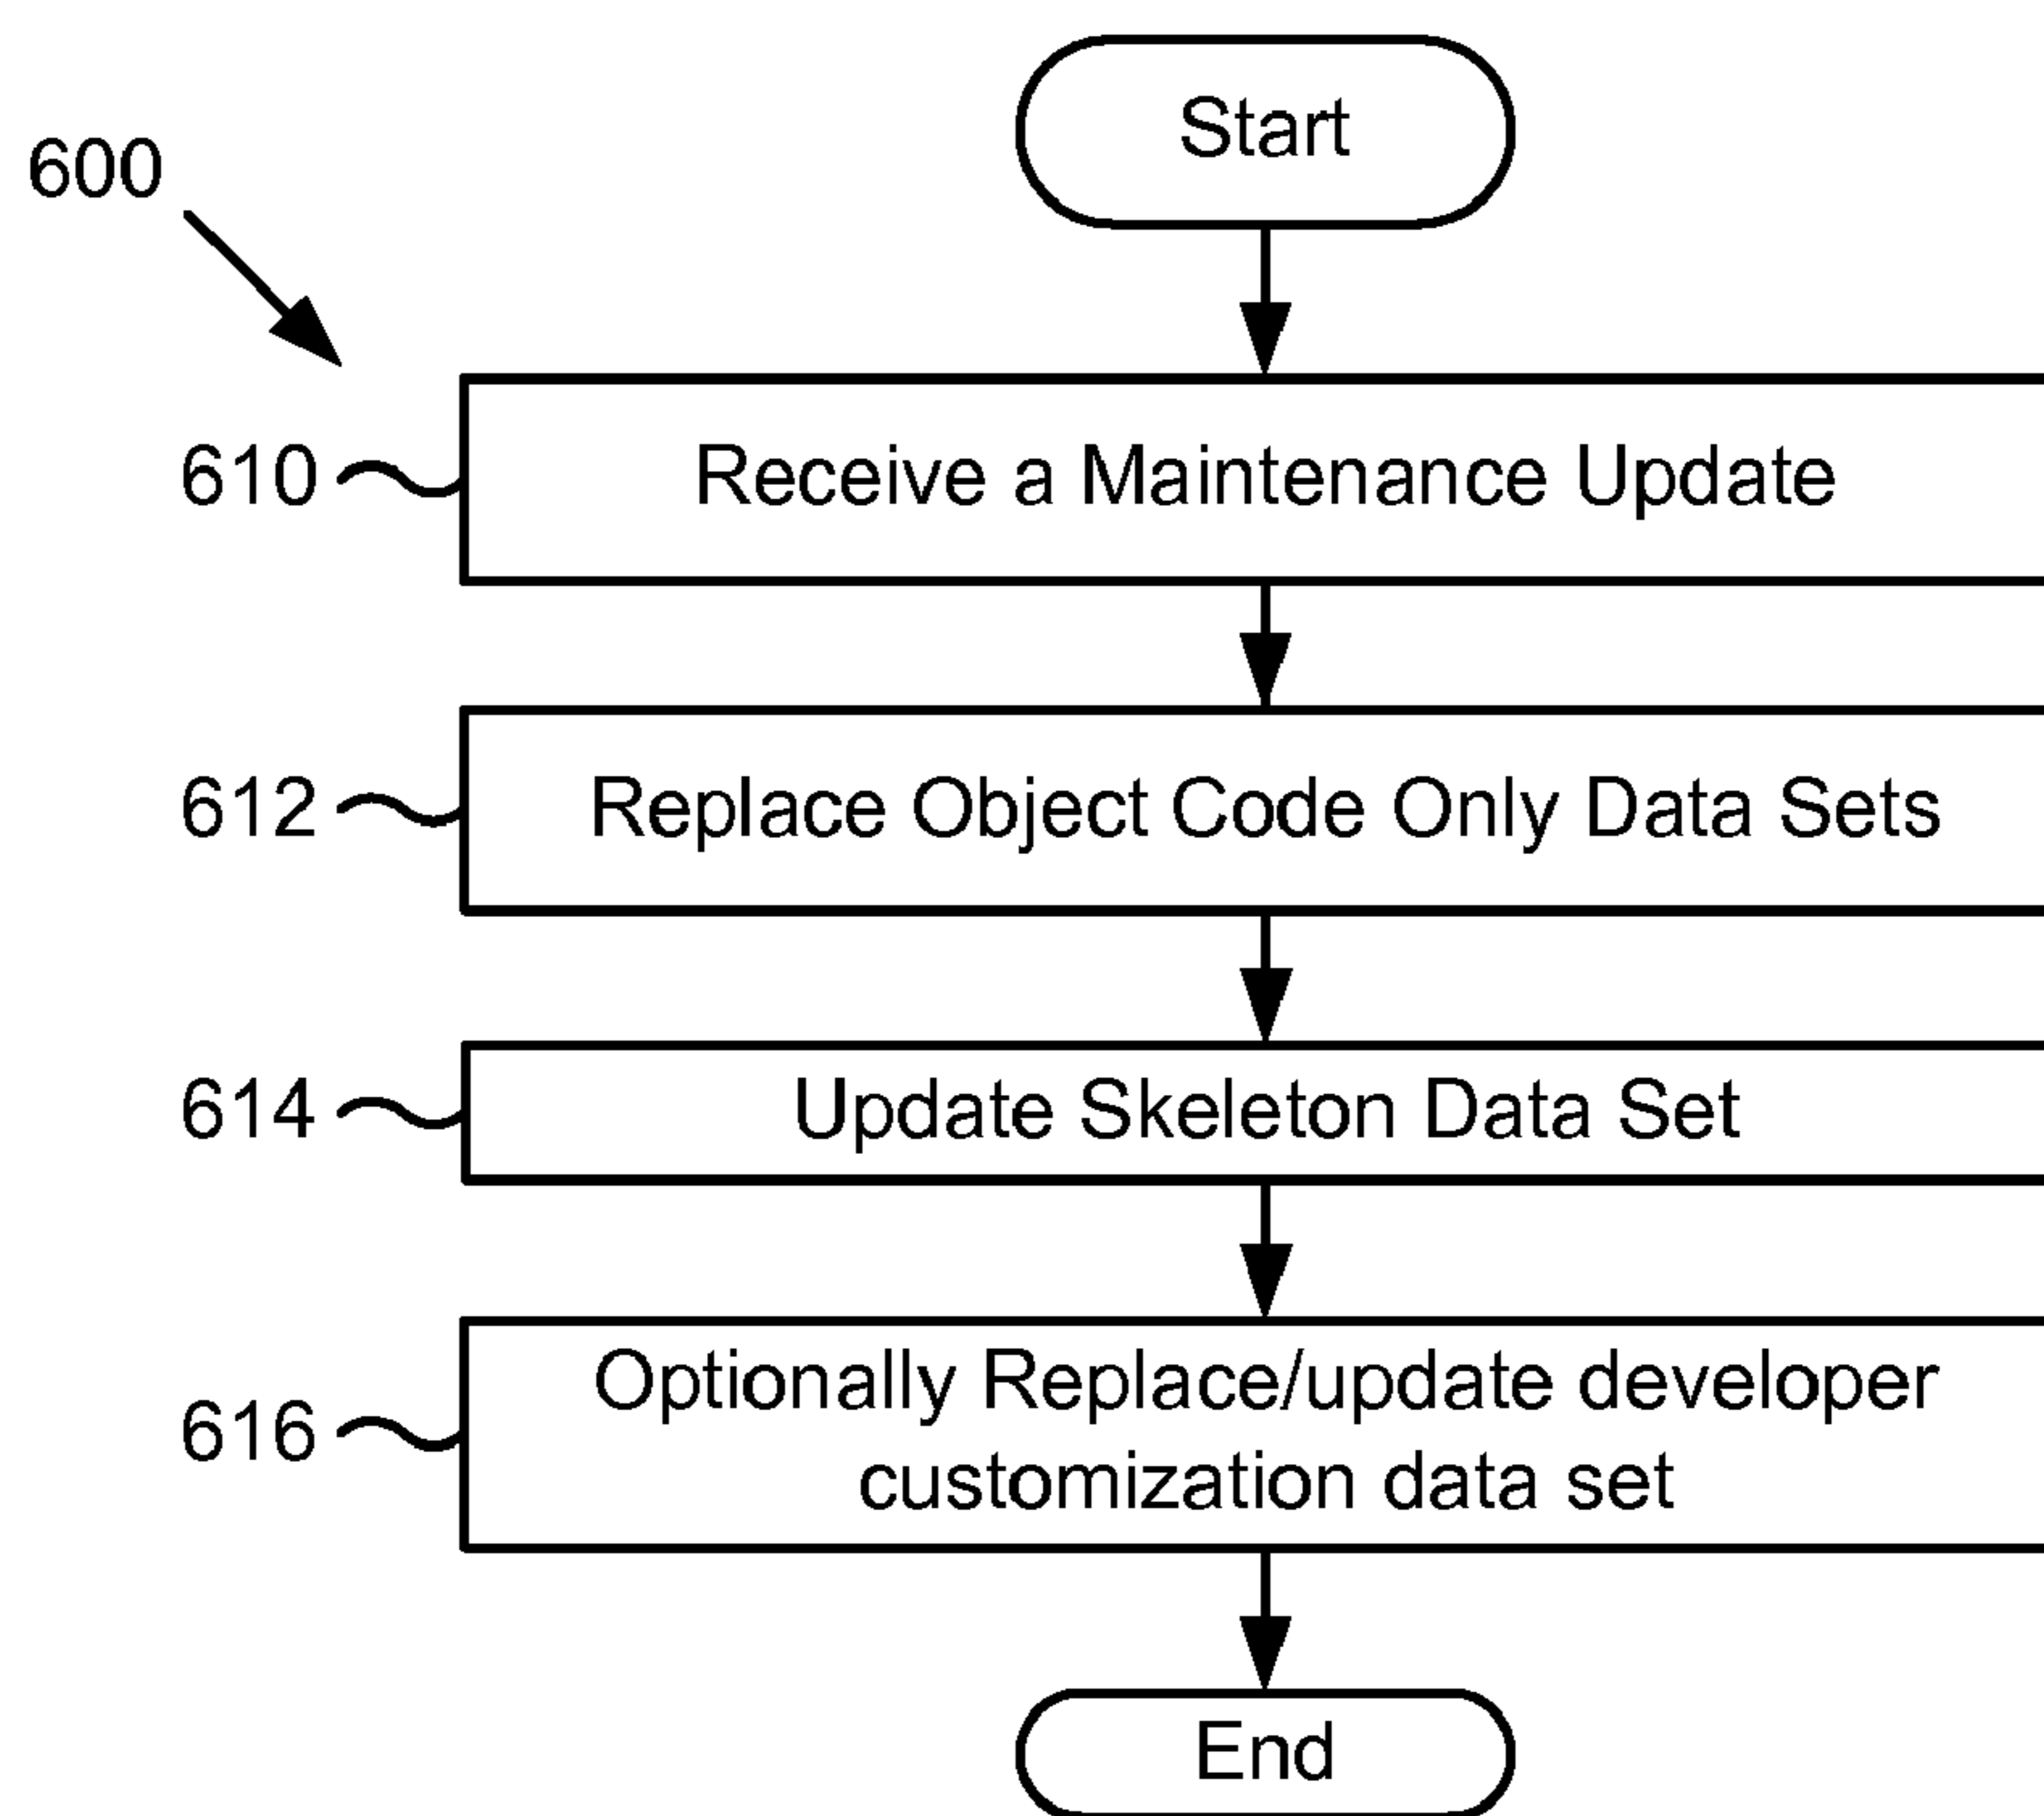 Start
600
610
Receive a Maintenance Update
612
Replace Object Code Only Data Sets
614
Update Skeleton Data Set
616
Optionally Replace/update developer
customization data set
End